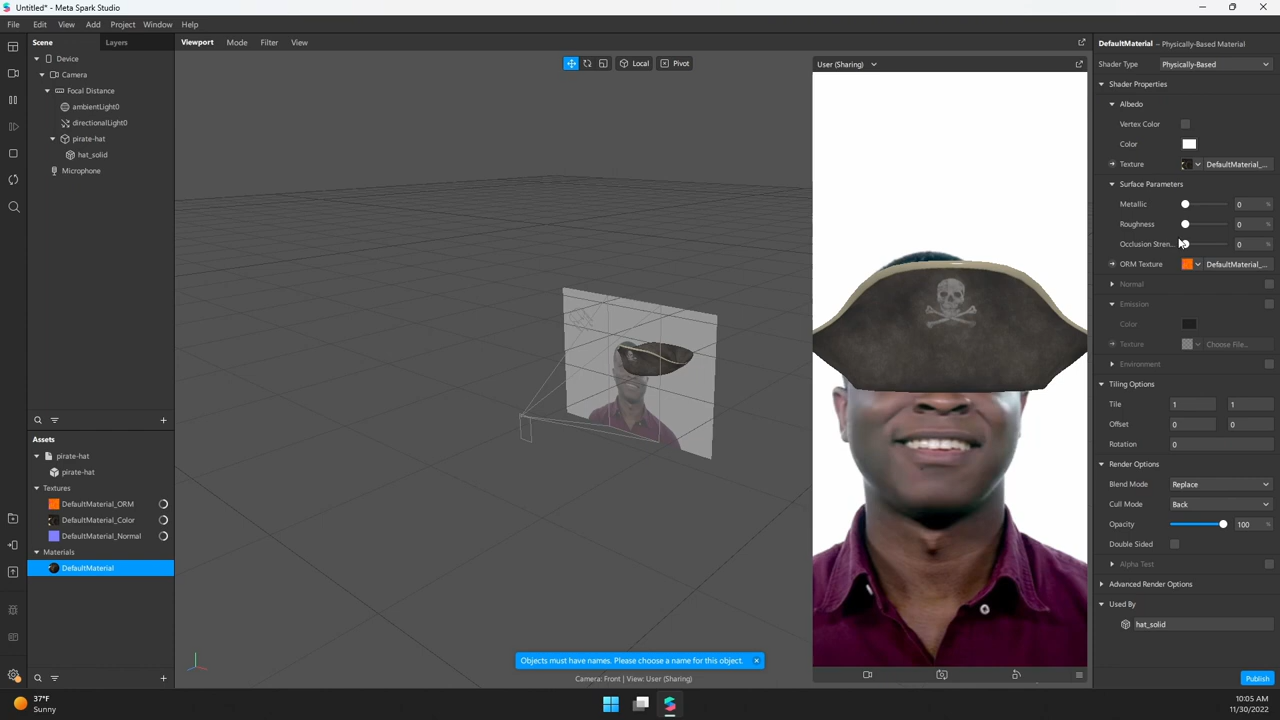 Untitled* - Meta Spark Studio
File Edit View Add Project Window Help
Scene Layers
Device
Camera
Focal Distance
ambientLight0
directionalLight0
pirate-hat
hat_solid
Microphone
Assets
pirate-hat
pirate-hat
Textures
DefaultMaterial_ORM
DefaultMaterial_Color
DefaultMaterial_Normal
Materials
DefaultMaterial
Viewport Mode Filter View
Local Pivot
User (Sharing)
Objects must have names. Please choose a name for this object.
Camera: Front | View: User (Sharing)
DefaultMaterial – Physically-Based Material
Shader Type Physically-Based
Shader Properties
Albedo
Vertex Color
Color
Texture DefaultMaterial_...
Surface Parameters
Metallic 0 %
Roughness 0 %
Occlusion Stren... 0 %
ORM Texture DefaultMaterial_...
Normal
Emission
Color
Texture Choose File...
Environment
Tiling Options
Tile 1 1
Offset 0 0
Rotation 0
Render Options
Blend Mode Replace
Cull Mode Back
Opacity 100 %
Double Sided
Alpha Test
Advanced Render Options
Used By
hat_solid
Publish
37°F
Sunny
10:05 AM
11/30/2022